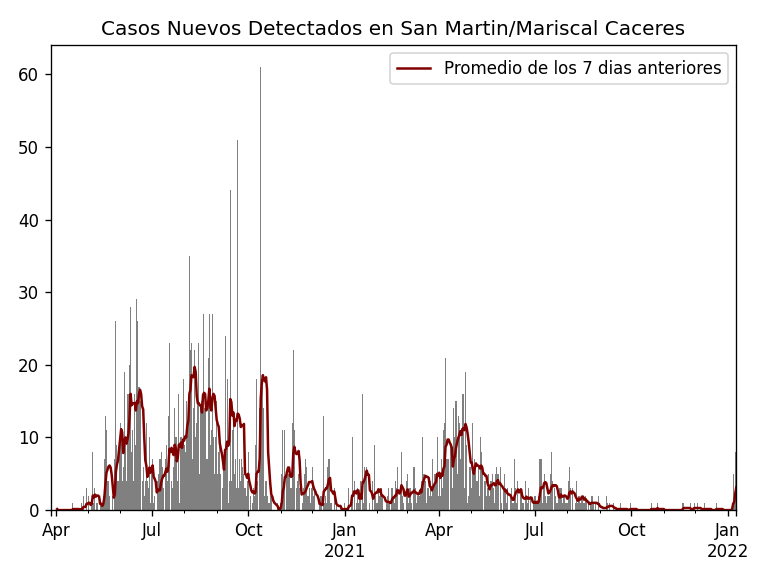 Casos Nuevos Detectados en San Martin/Mariscal Caceres
Promedio de los 7 dias anteriores
60
50
40
30
20
10
0
Apr Jul Oct Jan Apr Jul Oct Jan
2021 2022